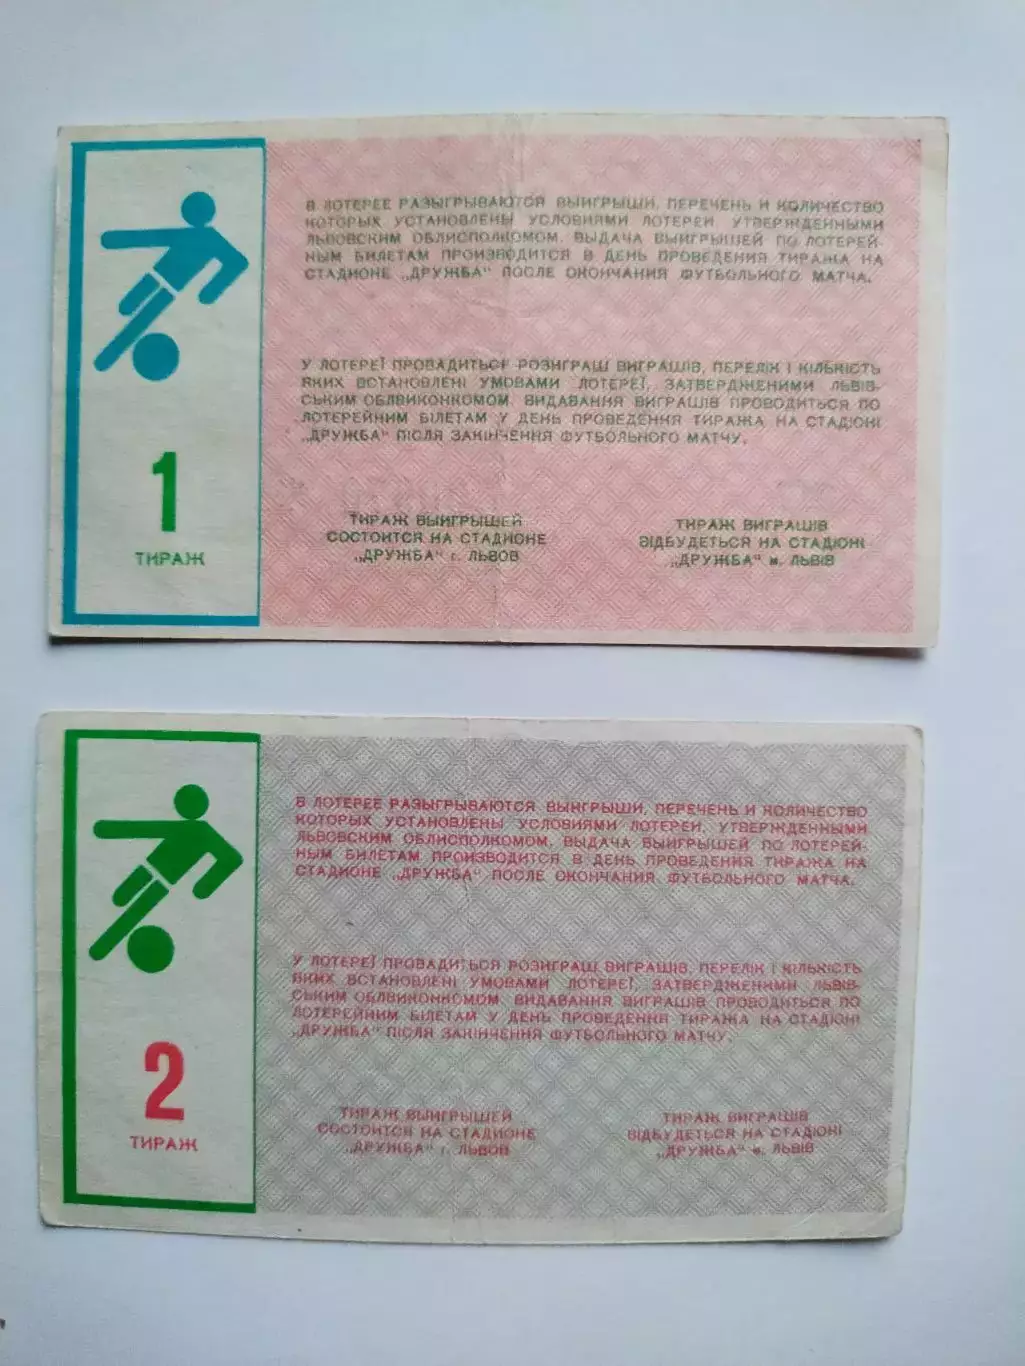 В ЛОТЕРЕЕ РАЗЫГРЫВАЮТСЯ ВЫИГРЫШИ, ПЕРЕЧЕНЬ И КОЛИЧЕСТВО
КОТОРЫХ УСТАНОВЛЕНЫ УСЛОВИЯМИ ЛОТЕРЕИ, УТВЕРЖДЕННЫМИ
ЛЬВОВСКИМ ОБЛИСПОЛКОМОМ. ВЫДАЧА ВЫИГРЫШЕЙ ПО ЛОТЕРЕЙ-
НЫМ БИЛЕТАМ ПРОИЗВОДИТСЯ В ДЕНЬ ПРОВЕДЕНИЯ ТИРАЖА НА
СТАДИОНЕ „ДРУЖБА“ ПОСЛЕ ОКОНЧАНИЯ ФУТБОЛЬНОГО МАТЧА.
У ЛОТЕРЕЇ ПРОВАДИТЬСЯ РОЗИГРАШ ВИГРАШІВ, ПЕРЕЛІК І КІЛЬКІСТЬ
ЯКИХ ВСТАНОВЛЕНІ УМОВАМИ ЛОТЕРЕЇ, ЗАТВЕРДЖЕНИМИ ЛЬВІВ-
СЬКИМ ОБЛВИКОНКОМОМ. ВИДАВАННЯ ВИГРАШІВ ПРОВОДИТЬСЯ ПО
ЛОТЕРЕЙНИМ БІЛЕТАМ У ДЕНЬ ПРОВЕДЕННЯ ТИРАЖА НА СТАДІОНІ
„ДРУЖБА“ ПІСЛЯ ЗАКІНЧЕННЯ ФУТБОЛЬНОГО МАТЧУ.
1
ТИРАЖ
ТИРАЖ ВЫИГРЫШЕЙ
СОСТОИТСЯ НА СТАДИОНЕ
„ДРУЖБА“ г. ЛЬВОВ
ТИРАЖ ВИГРАШІВ
ВІДБУДЕТЬСЯ НА СТАДІОНІ
„ДРУЖБА“ м. ЛЬВІВ
В ЛОТЕРЕЕ РАЗЫГРЫВАЮТСЯ ВЫИГРЫШИ, ПЕРЕЧЕНЬ И КОЛИЧЕСТВО
КОТОРЫХ УСТАНОВЛЕНЫ УСЛОВИЯМИ ЛОТЕРЕИ, УТВЕРЖДЕННЫМИ
ЛЬВОВСКИМ ОБЛИСПОЛКОМОМ. ВЫДАЧА ВЫИГРЫШЕЙ ПО ЛОТЕРЕЙ-
НЫМ БИЛЕТАМ ПРОИЗВОДИТСЯ В ДЕНЬ ПРОВЕДЕНИЯ ТИРАЖА НА
СТАДИОНЕ „ДРУЖБА“ ПОСЛЕ ОКОНЧАНИЯ ФУТБОЛЬНОГО МАТЧА.
У ЛОТЕРЕЇ ПРОВАДИТЬСЯ РОЗИГРАШ ВИГРАШІВ, ПЕРЕЛІК І КІЛЬКІСТЬ
ЯКИХ ВСТАНОВЛЕНІ УМОВАМИ ЛОТЕРЕЇ, ЗАТВЕРДЖЕНИМИ ЛЬВІВ-
СЬКИМ ОБЛВИКОНКОМОМ. ВИДАВАННЯ ВИГРАШІВ ПРОВОДИТЬСЯ ПО
ЛОТЕРЕЙНИМ БІЛЕТАМ У ДЕНЬ ПРОВЕДЕННЯ ТИРАЖА НА СТАДІОНІ
„ДРУЖБА“ ПІСЛЯ ЗАКІНЧЕННЯ ФУТБОЛЬНОГО МАТЧУ.
2
ТИРАЖ
ТИРАЖ ВЫИГРЫШЕЙ
СОСТОИТСЯ НА СТАДИОНЕ
„ДРУЖБА“ г. ЛЬВОВ
ТИРАЖ ВИГРАШІВ
ВІДБУДЕТЬСЯ НА СТАДІОНІ
„ДРУЖБА“ м. ЛЬВІВ